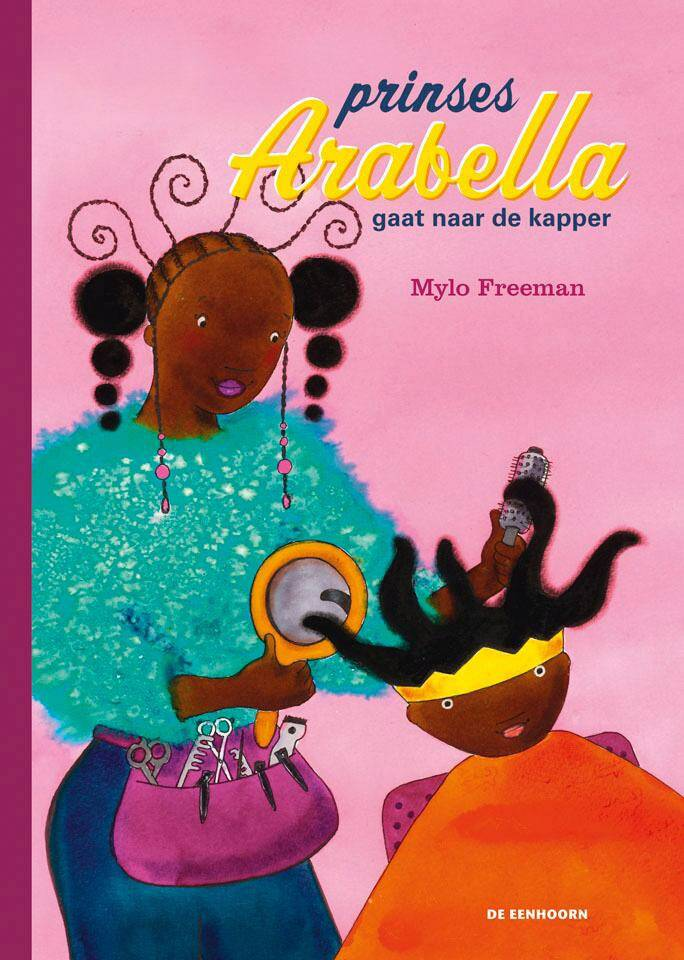 prinses
Arabella
gaat naar de kapper
Mylo Freeman
DE EENHOORN